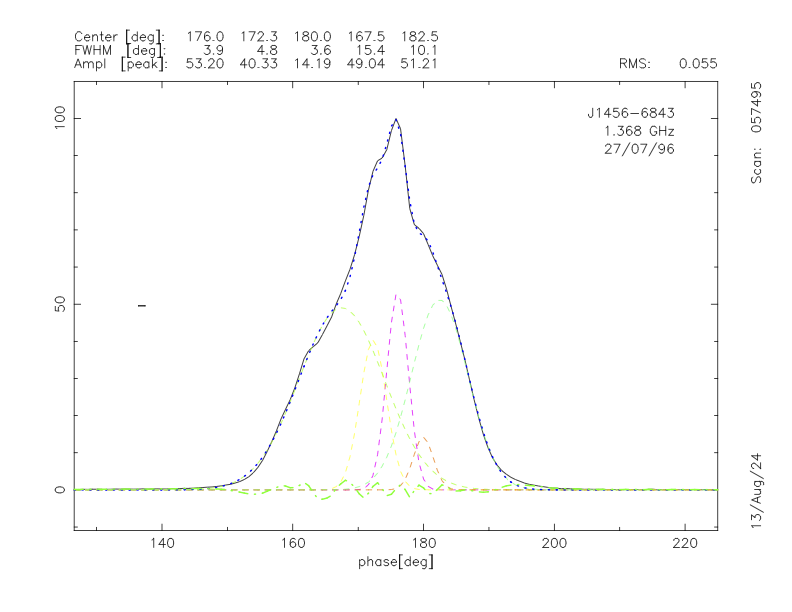 Center [deg]: 176.0 172.3 180.0 167.5 182.5
FWHM [deg]: 3.9 4.8 3.6 15.4 10.1
Ampl [peak]: 53.20 40.33 14.19 49.04 51.21
RMS: 0.055
J1456-6843
1.368 GHz
27/07/96
Scan: 057495
13/Aug/24
100
50
0
140 160 180 200 220
phase[deg]